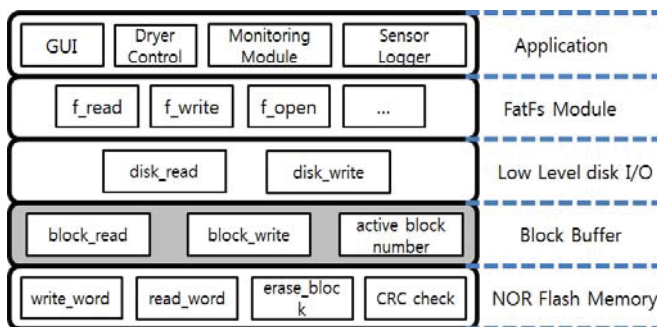 GUI
Dryer
Control
Monitoring
Module
Sensor
Logger
Application
f_read
f_write
f_open
...
FatFs Module
disk_read
disk_write
Low Level disk I/O
block_read
block_write
active block
number
Block Buffer
write_word
read_word
erase_bloc
k
CRC check
NOR Flash Memory